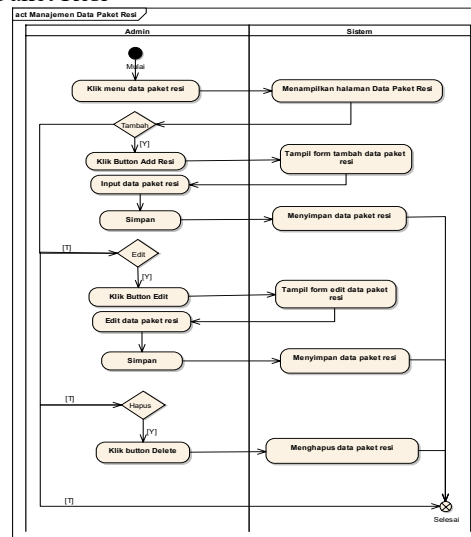 act Manajemen Data Paket Resi
Admin
Sistem
Mulai
Klik menu data paket resi
Menampilkan halaman Data Paket Resi
Tambah
[Y]
Klik Button Add Resi
Tampil form tambah data paket
resi
Input data paket resi
Simpan
Menyimpan data paket resi
[T]
Edit
[Y]
Klik Button Edit
Tampil form edit data paket
resi
Edit data paket resi
Simpan
Menyimpan data paket resi
[T]
Hapus
[Y]
Klik button Delete
Menghapus data paket resi
[T]
Selesai